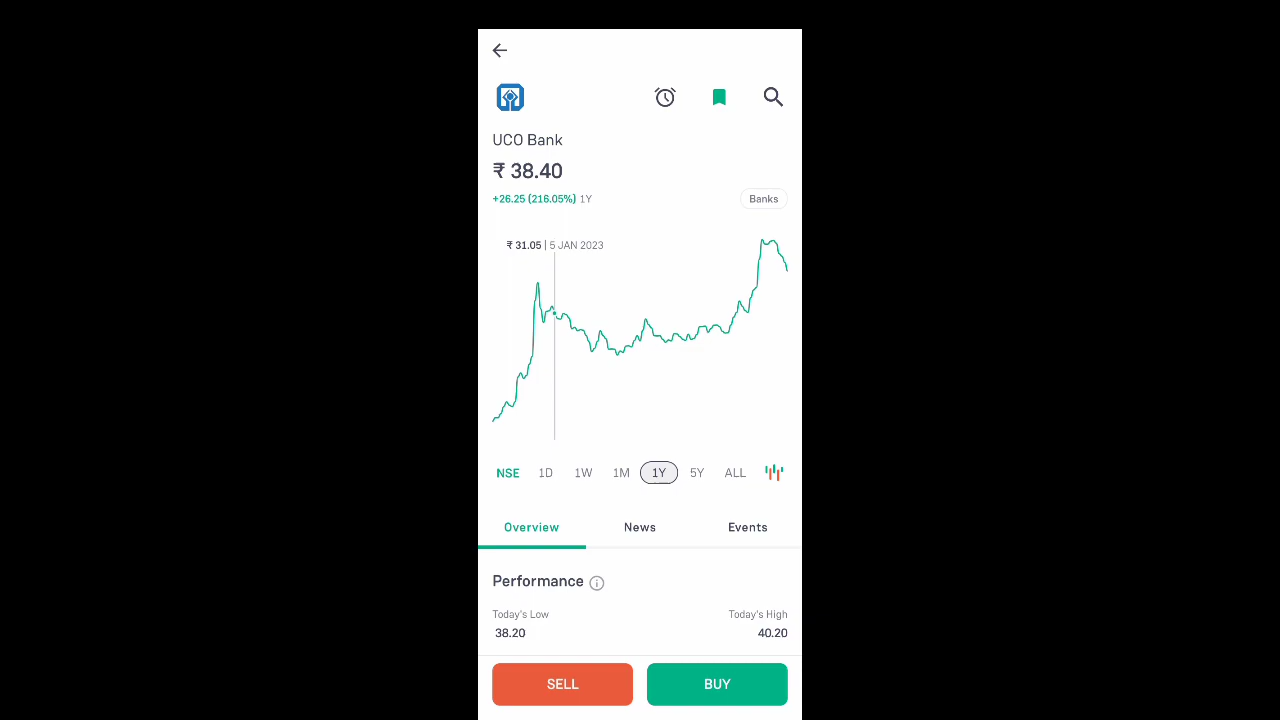 UCO Bank
₹ 38.40
+26.25 (216.05%) 1Y
Banks
₹ 31.05 | 5 JAN 2023
NSE 1D 1W 1M 1Y 5Y ALL
Overview News Events
Performance
Today's Low Today's High
38.20 40.20
SELL BUY